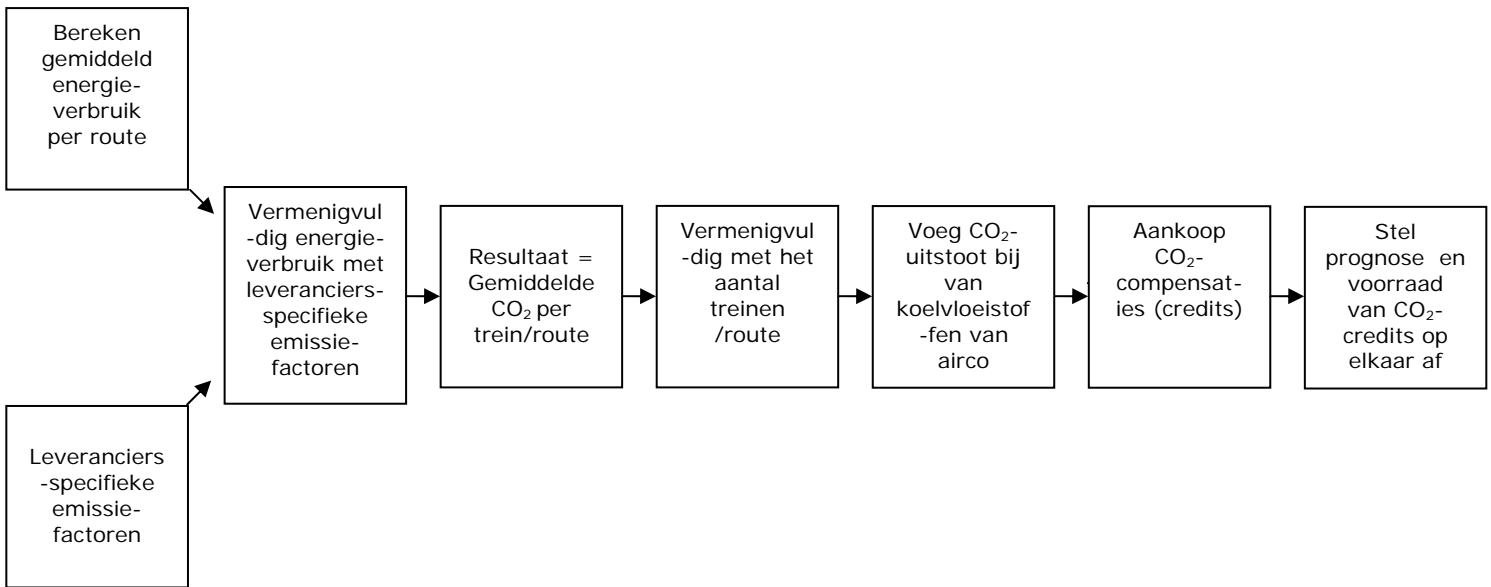 Bereken
gemiddeld
energie-
verbruik
per route
Leveranciers
-specifieke
emissie-
factoren
Vermenigvul
-dig energie-
verbruik met
leveranciers-
specifieke
emissie-
factoren
Resultaat =
Gemiddelde
CO₂ per
trein/route
Vermenigvul
-dig met het
aantal
treinen
/route
Voeg CO₂-
uitstoot bij
van
koelvloeistof
-fen van
airco
Aankoop
CO₂-
compensat-
ies (credits)
Stel
prognose en
voorraad
van CO₂-
credits op
elkaar af